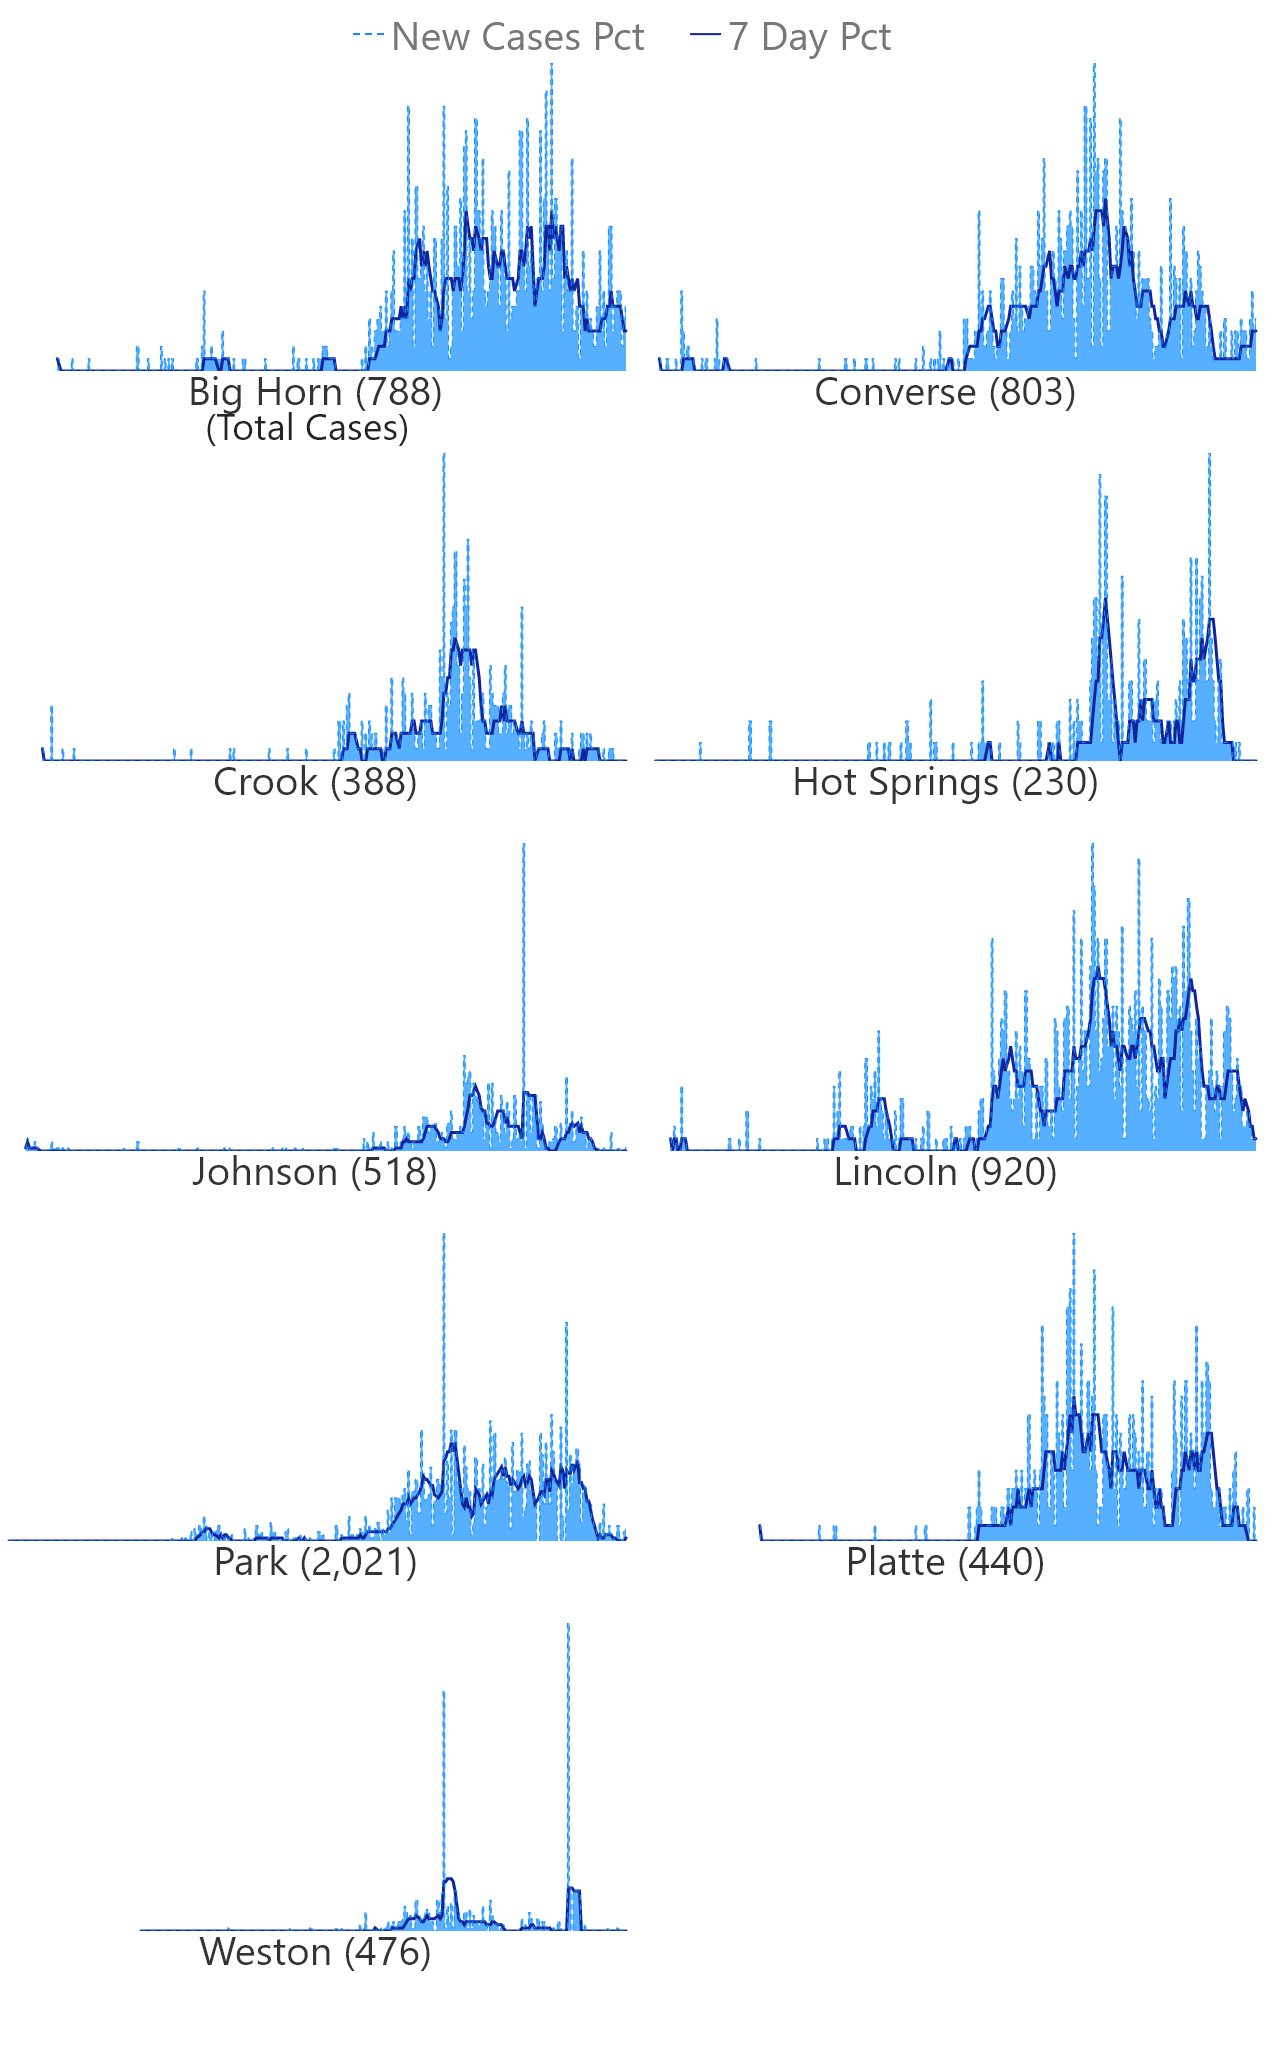 New Cases Pct 7 Day Pct
Big Horn (788) Converse (803)
(Total Cases)
Crook (388) Hot Springs (230)
Johnson (518) Lincoln (920)
Park (2,021) Platte (440)
Weston (476)